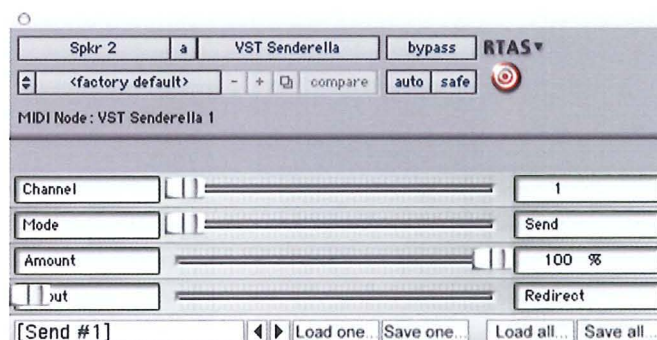 Spkr 2 a VST Senderella bypass RTAS
<factory default> - + compare auto safe
MIDI Node : VST Senderella 1
Channel 1
Mode Send
Amount 100 %
out Redirect
[Send #1] Load one... Save one... Load all... Save all...